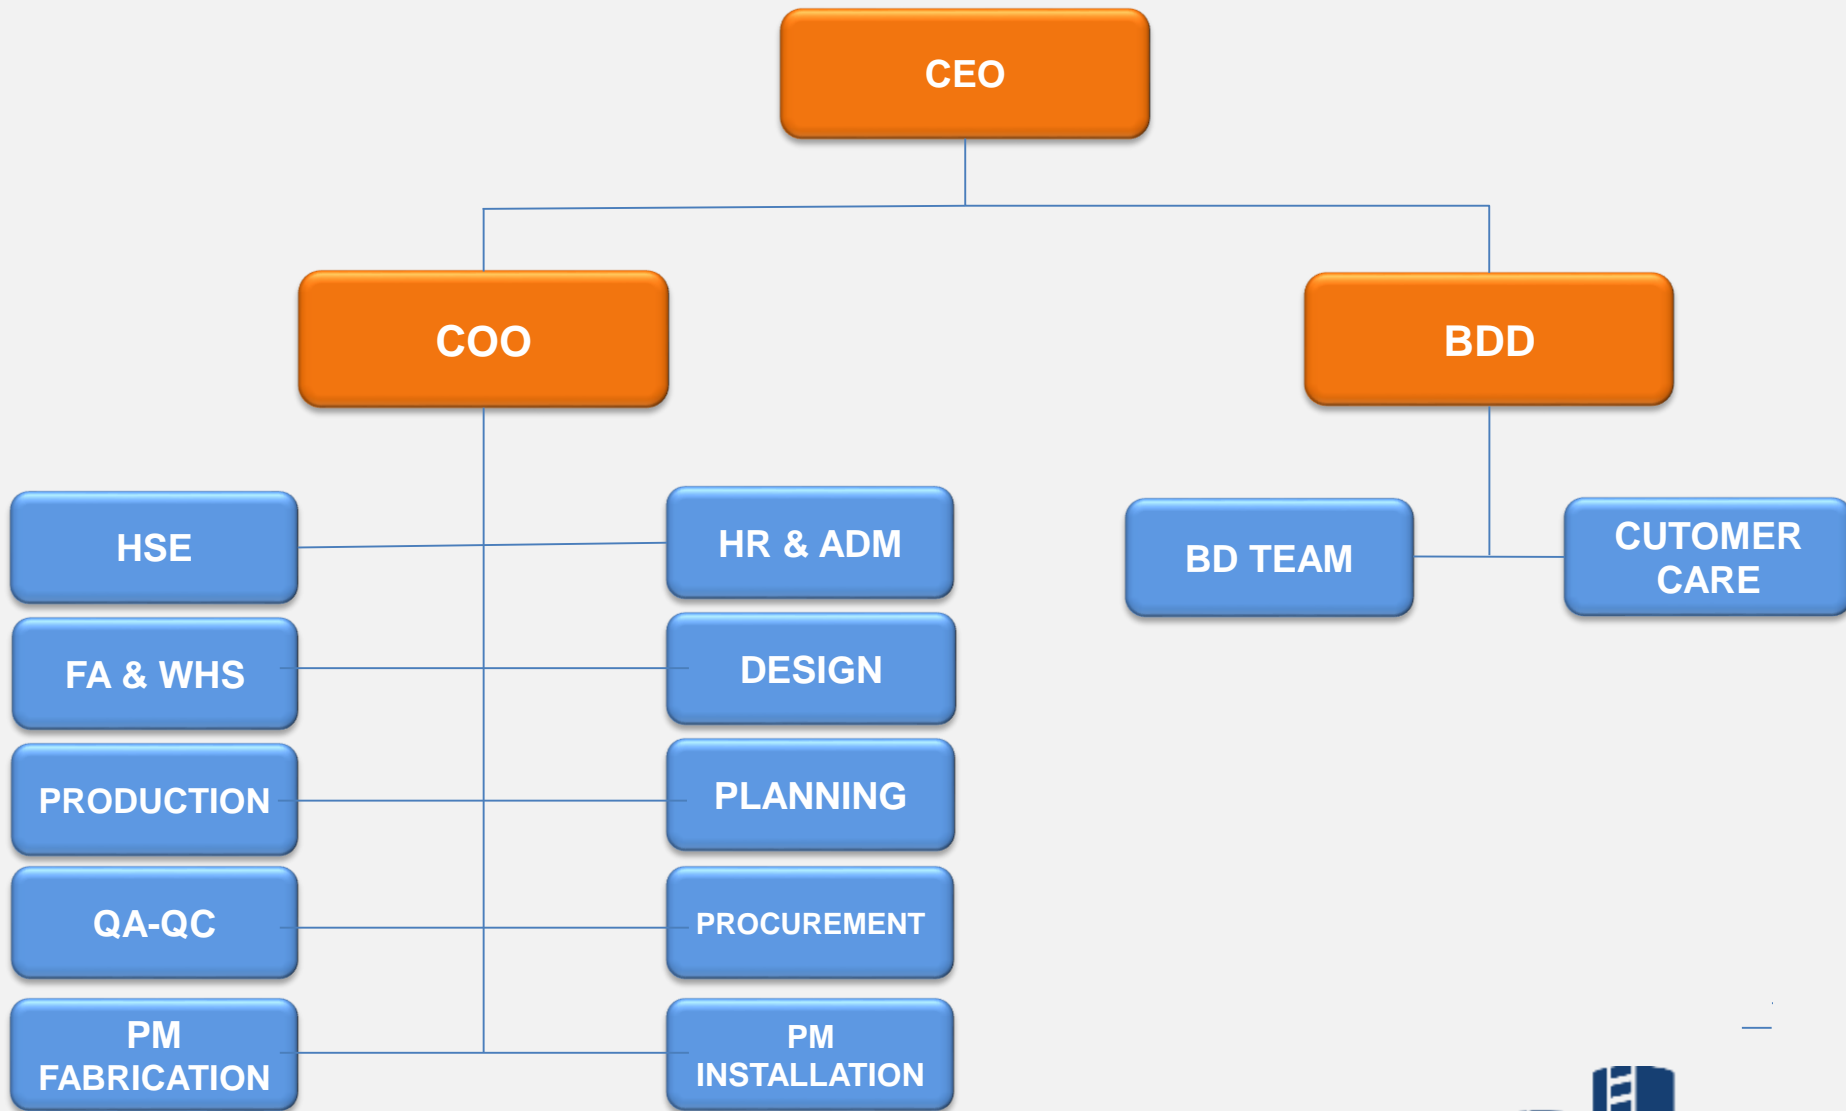 CEO
COO
BDD
HSE
HR & ADM
BD TEAM
CUTOMER
CARE
FA & WHS
DESIGN
PRODUCTION
PLANNING
QA-QC
PROCUREMENT
PM
FABRICATION
PM
INSTALLATION